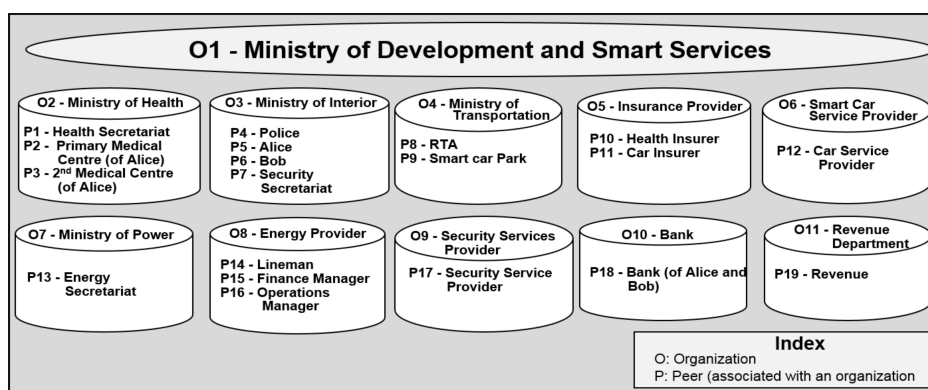 O1 - Ministry of Development and Smart Services
O2 - Ministry of Health
P1 - Health Secretariat
P2 - Primary Medical
Centre (of Alice)
P3 - 2nd Medical Centre
(of Alice)
O3 - Ministry of Interior
P4 - Police
P5 - Alice
P6 - Bob
P7 - Security
Secretariat
O4 - Ministry of
Transportation
P8 - RTA
P9 - Smart car Park
O5 - Insurance Provider
P10 - Health Insurer
P11 - Car Insurer
O6 - Smart Car
Service Provider
P12 - Car Service
Provider
O7 - Ministry of Power
P13 - Energy
Secretariat
O8 - Energy Provider
P14 - Lineman
P15 - Finance Manager
P16 - Operations
Manager
O9 - Security Services
Provider
P17 - Security Service
Provider
O10 - Bank
P18 - Bank (of Alice and
Bob)
O11 - Revenue
Department
P19 - Revenue
Index
O: Organization
P: Peer (associated with an organization